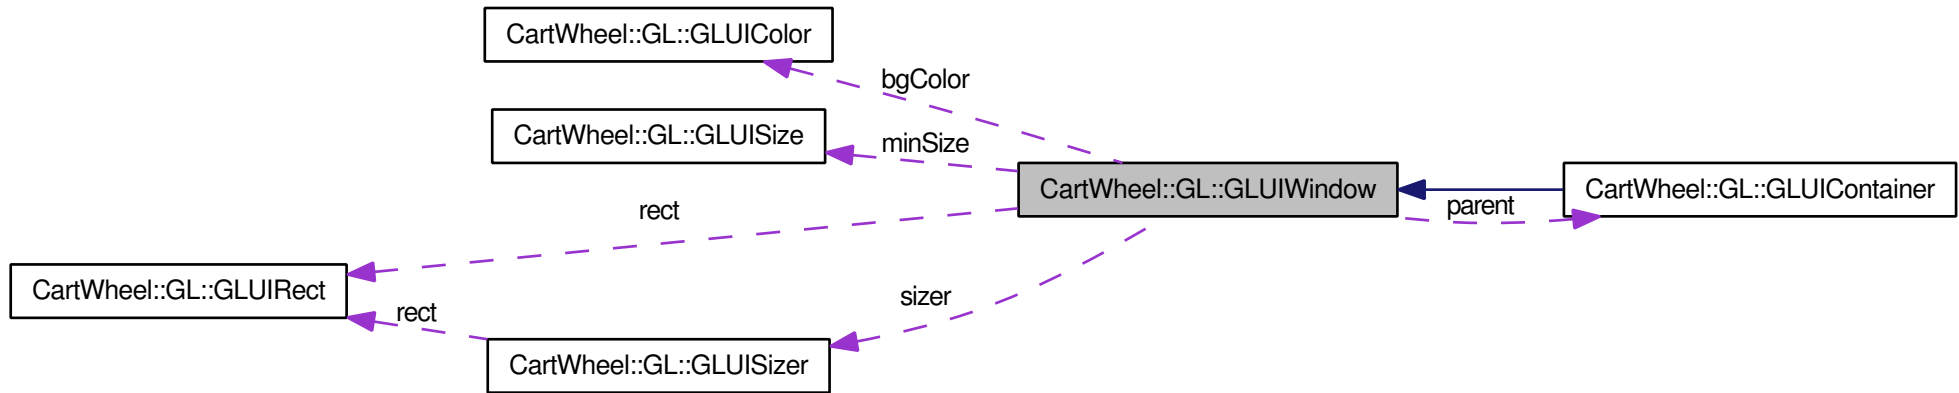 CartWheel::GL::GLUIColor
bgColor
CartWheel::GL::GLUISize
minSize
CartWheel::GL::GLUIWindow
CartWheel::GL::GLUIContainer
parent
rect
CartWheel::GL::GLUIRect
rect
sizer
CartWheel::GL::GLUISizer